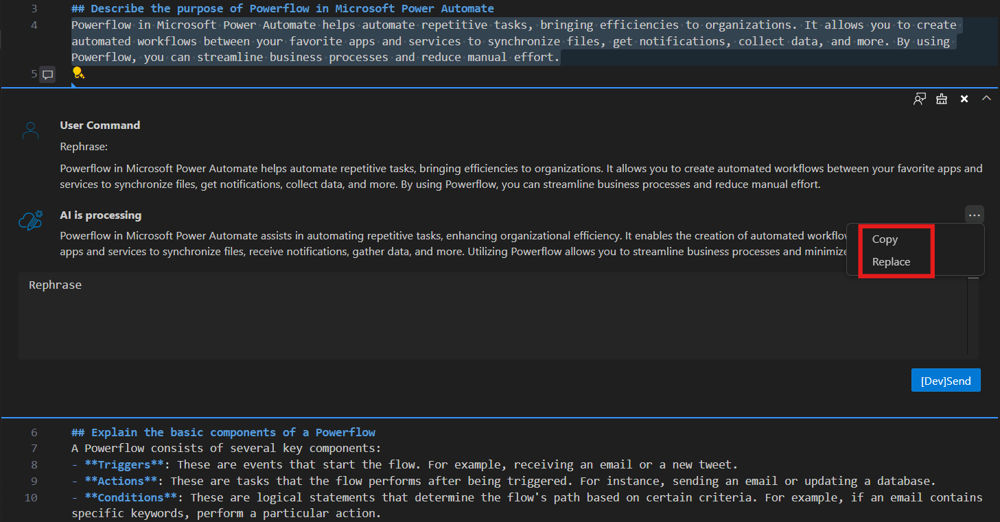 3 ## Describe the purpose of Powerflow in Microsoft Power Automate
4 Powerflow in Microsoft Power Automate helps automate repetitive tasks, bringing efficiencies to organizations. It allows you to create
automated workflows between your favorite apps and services to synchronize files, get notifications, collect data, and more. By using
Powerflow, you can streamline business processes and reduce manual effort.
5
User Command
Rephrase:
Powerflow in Microsoft Power Automate helps automate repetitive tasks, bringing efficiencies to organizations. It allows you to create automated workflows between your favorite apps and
services to synchronize files, get notifications, collect data, and more. By using Powerflow, you can streamline business processes and reduce manual effort.
AI is processing
Powerflow in Microsoft Power Automate assists in automating repetitive tasks, enhancing organizational efficiency. It enables the creation of automated
apps and services to synchronize files, receive notifications, gather data, and more. Utilizing Powerflow allows you to streamline business processes and
Copy
Replace
Rephrase
[Dev]Send
6 ## Explain the basic components of a Powerflow
7 A Powerflow consists of several key components:
8 - **Triggers**: These are events that start the flow. For example, receiving an email or a new tweet.
9 - **Actions**: These are tasks that the flow performs after being triggered. For instance, sending an email or updating a database.
10 - **Conditions**: These are logical statements that determine the flow's path based on certain criteria. For example, if an email contains
specific keywords, perform a particular action.